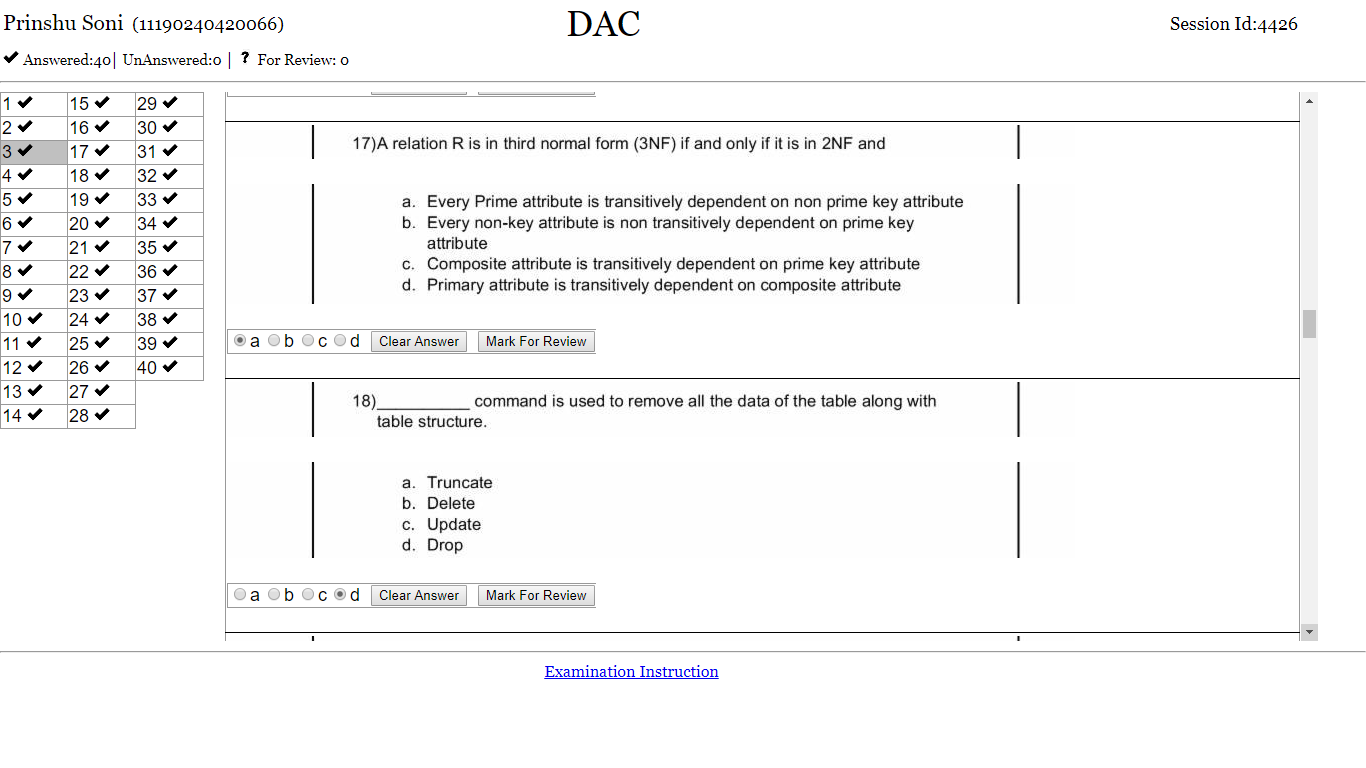 Prinshu Soni (11190240420066)
DAC
Session Id:4426
✔ Answered:40| UnAnswered:0 | ? For Review: 0
1 ✔ 15 ✔ 29 ✔
2 ✔ 16 ✔ 30 ✔
3 ✔ 17 ✔ 31 ✔
4 ✔ 18 ✔ 32 ✔
5 ✔ 19 ✔ 33 ✔
6 ✔ 20 ✔ 34 ✔
7 ✔ 21 ✔ 35 ✔
8 ✔ 22 ✔ 36 ✔
9 ✔ 23 ✔ 37 ✔
10 ✔ 24 ✔ 38 ✔
11 ✔ 25 ✔ 39 ✔
12 ✔ 26 ✔ 40 ✔
13 ✔ 27 ✔
14 ✔ 28 ✔
17)A relation R is in third normal form (3NF) if and only if it is in 2NF and
a. Every Prime attribute is transitively dependent on non prime key attribute
b. Every non-key attribute is non transitively dependent on prime key
attribute
c. Composite attribute is transitively dependent on prime key attribute
d. Primary attribute is transitively dependent on composite attribute
a b c d Clear Answer Mark For Review
18)__________ command is used to remove all the data of the table along with
table structure.
a. Truncate
b. Delete
c. Update
d. Drop
a b c d Clear Answer Mark For Review
Examination Instruction